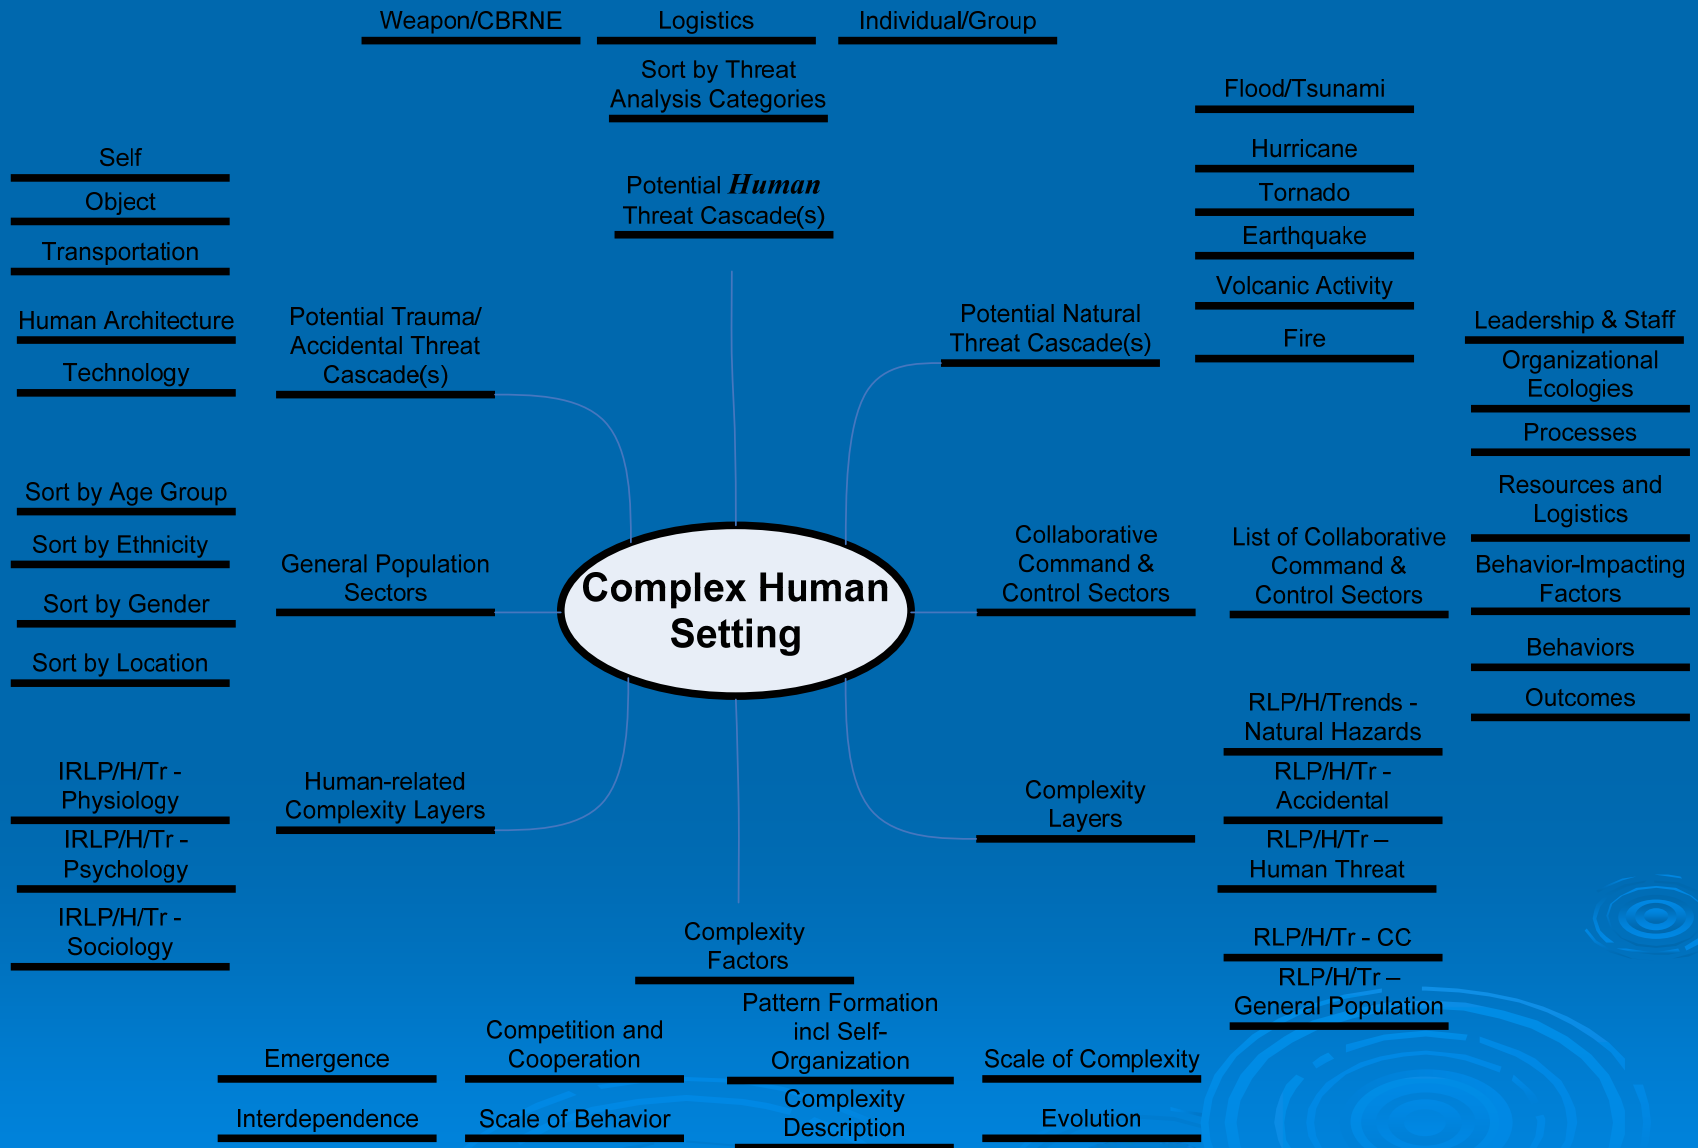 Weapon/CBRNE
Logistics
Individual/Group
Sort by Threat
Analysis Categories
Potential Human
Threat Cascade(s)
Flood/Tsunami
Hurricane
Tornado
Earthquake
Volcanic Activity
Fire
Potential Natural
Threat Cascade(s)
Self
Object
Transportation
Human Architecture
Technology
Potential Trauma/
Accidental Threat
Cascade(s)
Leadership & Staff
Organizational
Ecologies
Processes
Resources and
Logistics
Behavior-Impacting
Factors
Behaviors
Outcomes
Sort by Age Group
Sort by Ethnicity
Sort by Gender
Sort by Location
General Population
Sectors
Complex Human
Setting
Collaborative
Command &
Control Sectors
List of Collaborative
Command &
Control Sectors
IRLP/H/Tr -
Physiology
IRLP/H/Tr -
Psychology
IRLP/H/Tr -
Sociology
Human-related
Complexity Layers
Complexity
Layers
RLP/H/Trends -
Natural Hazards
RLP/H/Tr -
Accidental
RLP/H/Tr –
Human Threat
RLP/H/Tr - CC
RLP/H/Tr –
General Population
Complexity
Factors
Emergence
Competition and
Cooperation
Pattern Formation
incl Self-
Organization
Scale of Complexity
Interdependence
Scale of Behavior
Complexity
Description
Evolution